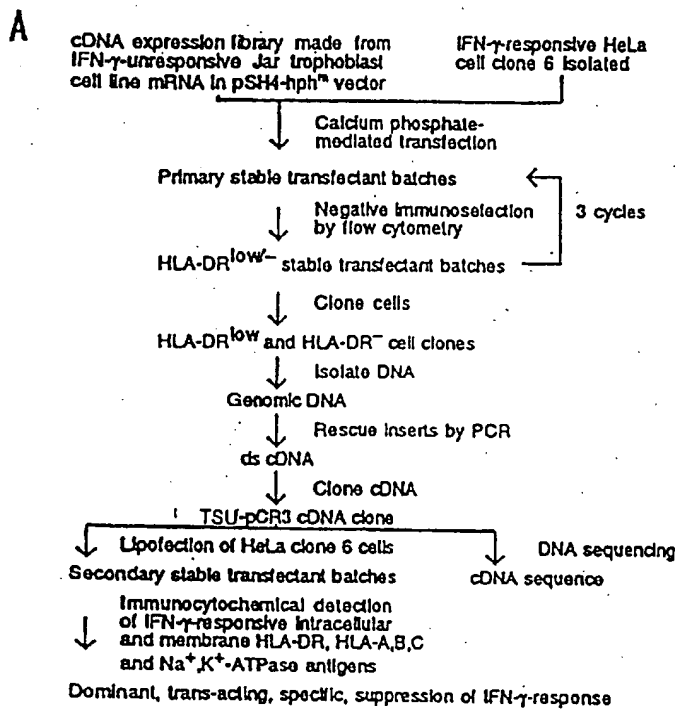 A
cDNA expression library made from
IFN-γ-unresponsive Jar trophoblast
cell line mRNA in pSH4-hphᵐ vector
IFN-γ-responsive HeLa
cell clone 6 isolated
Calcium phosphate-
mediated transfection
Primary stable transfectant batches
Negative immunoselection
by flow cytometry
3 cycles
HLA-DRlow/– stable transfectant batches
Clone cells
HLA-DRlow and HLA-DR– cell clones
Isolate DNA
Genomic DNA
Rescue inserts by PCR
ds cDNA
Clone cDNA
TSU-pCR3 cDNA clone
Lipofection of HeLa clone 6 cells
DNA sequencing
Secondary stable transfectant batches
cDNA sequence
Immunocytochemical detection
of IFN-γ-responsive intracellular
and membrane HLA-DR, HLA-A,B,C
and Na⁺,K⁺-ATPase antigens
Dominant, trans-acting, specific, suppression of IFN-γ-response